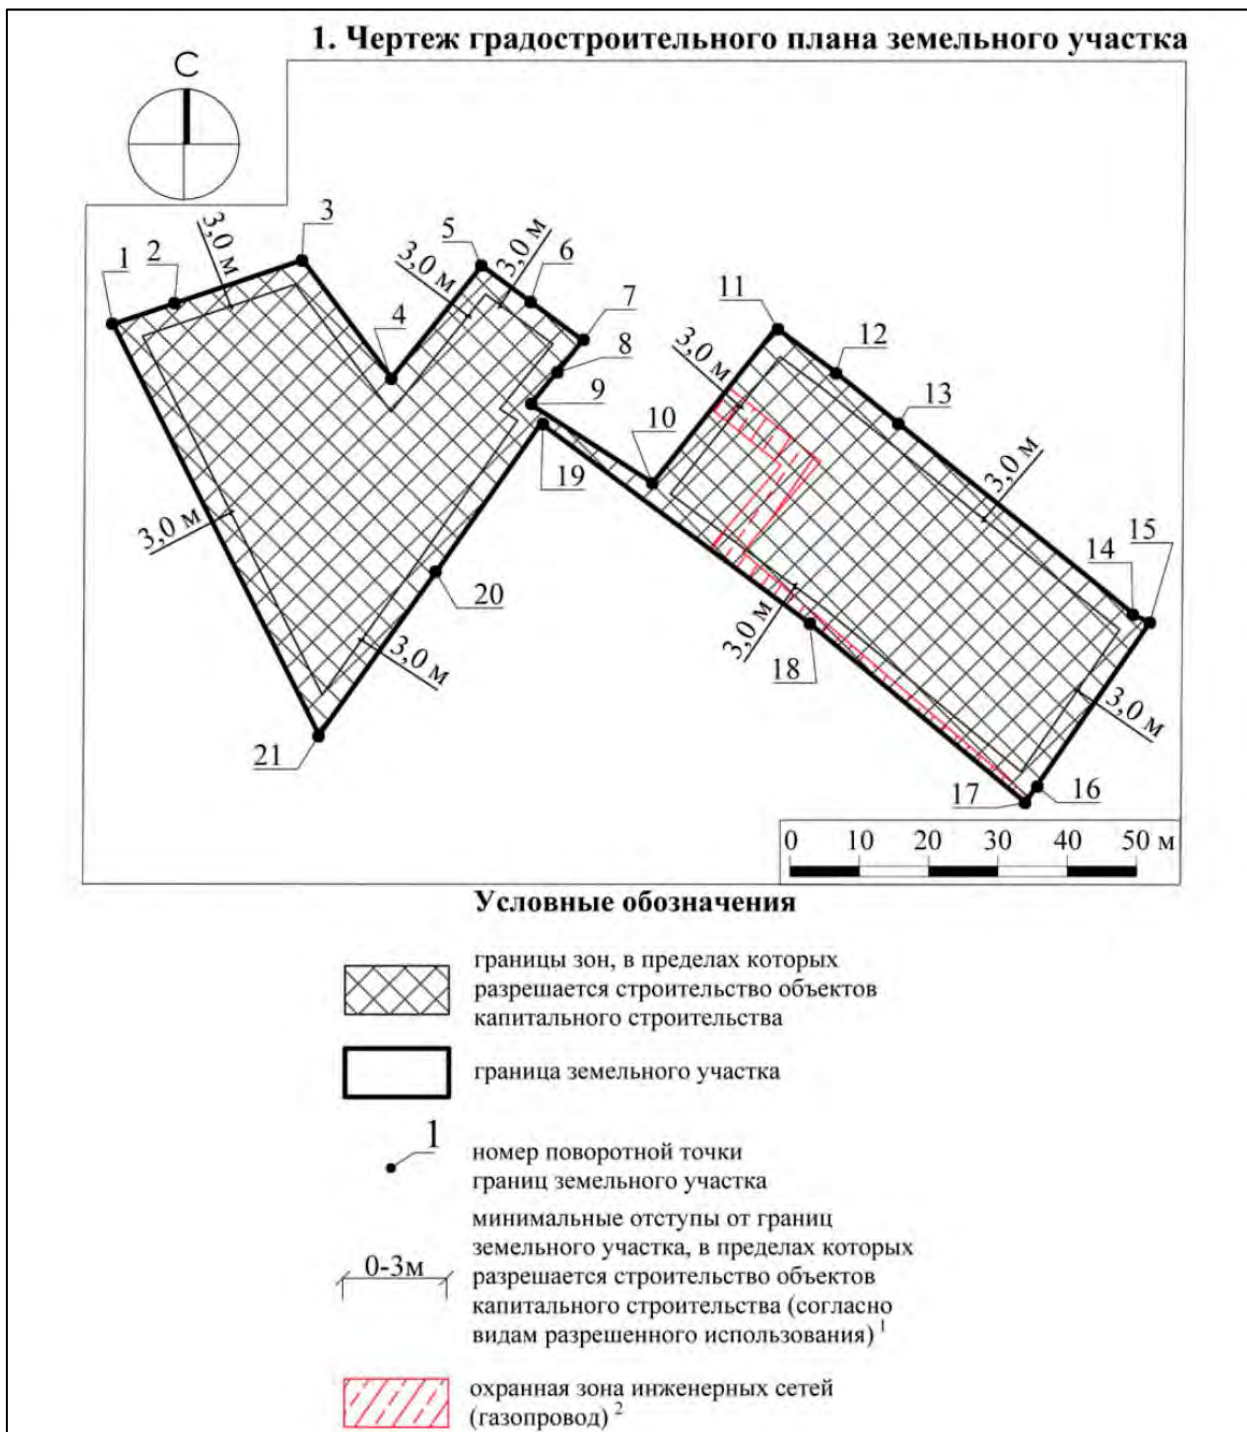 1. Чертеж градостроительного плана земельного участка
С
1
2
3
3,0 м
4
5
3,0 м
3,0 м
6
7
8
9
10
11
3,0 м
12
13
3,0 м
14
15
3,0 м
19
20
3,0 м
3,0 м
21
3,0 м
18
3,0 м
17
16
0 10 20 30 40 50 м
Условные обозначения
границы зон, в пределах которых
разрешается строительство объектов
капитального строительства
граница земельного участка
1
номер поворотной точки
границ земельного участка
0-3м
минимальные отступы от границ
земельного участка, в пределах которых
разрешается строительство объектов
капитального строительства (согласно
видам разрешенного использования) 1
охранная зона инженерных сетей
(газопровод) 2